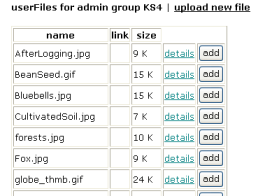 userFiles for admin group KS4 | upload new file
name link size
AfterLogging.jpg 9 K details add
BeanSeed.gif 15 K details add
Bluebells.jpg 15 K details add
CultivatedSoil.jpg 7 K details add
forests.jpg 10 K details add
Fox.jpg 9 K details add
globe_thmb.gif 24 K details add